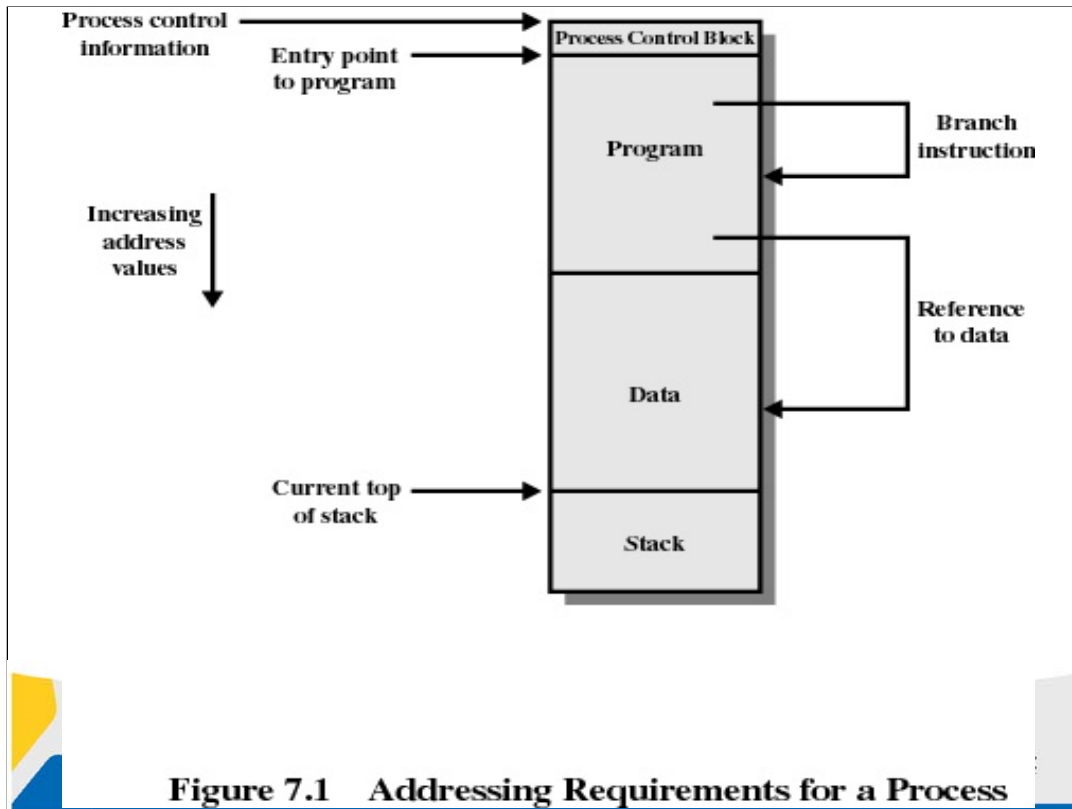 Process control
information
Process Control Block
Entry point
to program
Program
Branch
instruction
Increasing
address
values
Reference
to data
Data
Current top
of stack
Stack
Figure 7.1 Addressing Requirements for a Process